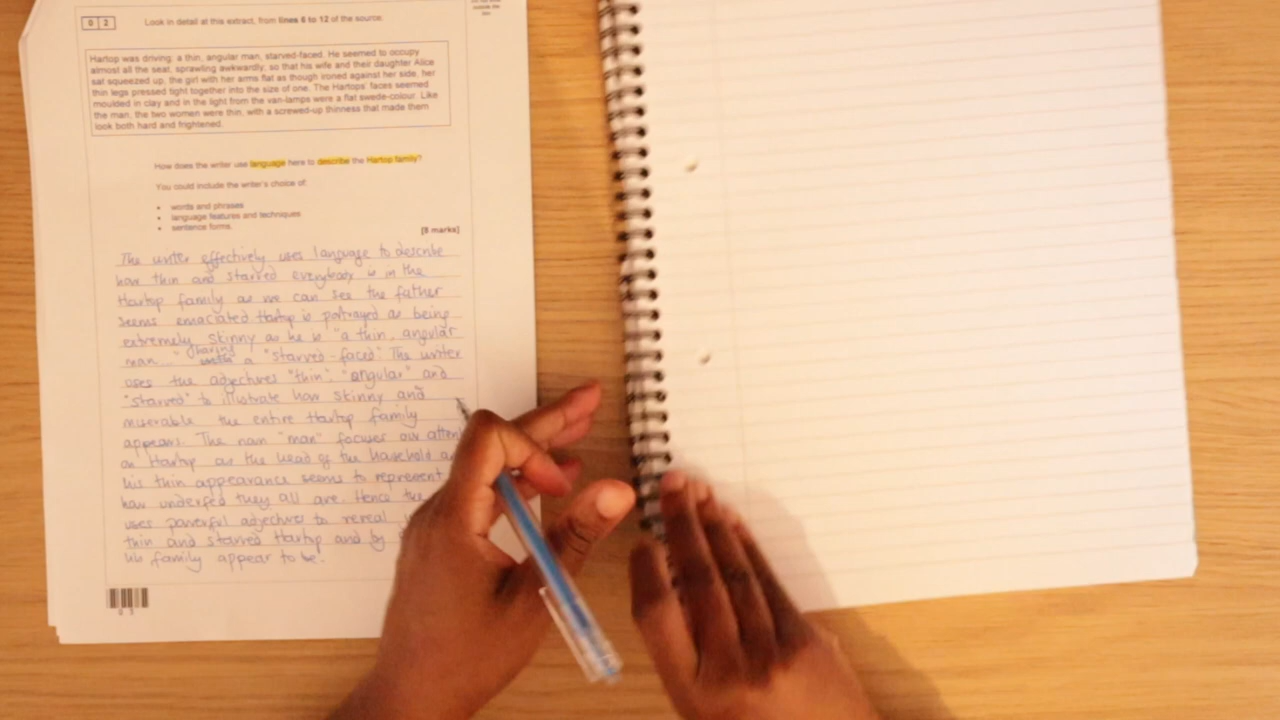 0 2 Look in detail at this extract, from lines 6 to 12 of the source:
Hartop was driving: a thin, angular man, starved-faced. He seemed to occupy
almost all the seat, sprawling awkwardly, so that his wife and their daughter Alice
sat squeezed up, the girl with her arms flat as though ironed against her side, her
thin legs pressed tight together into the size of one. The Hartops' faces seemed
moulded in clay and in the light from the van-lamps were a flat swede-colour. Like
the man, the two women were thin, with a screwed-up thinness that made them
look both hard and frightened.
How does the writer use language here to describe the Hartop family?
You could include the writer's choice of:
• words and phrases
• language features and techniques
• sentence forms.
[8 marks]
The writer effectively uses language to describe
how thin and starved everybody is in the
Hartop family as we can see the father
seems emaciated. Hartop is portrayed as being
extremely skinny as he is "a thin, angular
man..." having a "starved-faced". The writer
uses the adjectives "thin", "angular" and
"starved" to illustrate how skinny and
miserable the entire Hartop family
appears. The noun "man" focuses our
on Hartop as the head of the household
his thin appearance seems to represent
how underfed they all are. Hence the
uses powerful adjectives to reveal
thin and starved Hartop and by
his family appear to be.